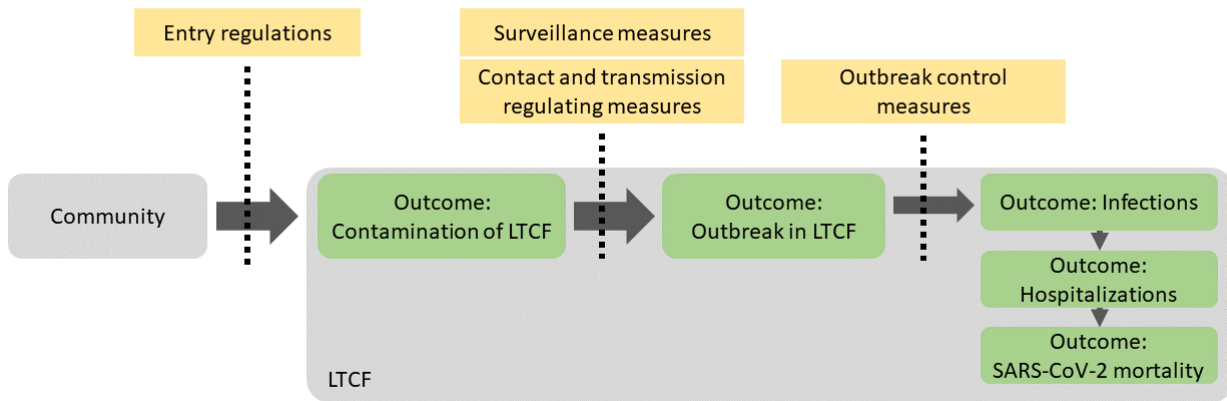 Entry regulations
Surveillance measures
Contact and transmission
regulating measures
Outbreak control
measures
Community
Outcome:
Contamination of LTCF
Outcome:
Outbreak in LTCF
Outcome: Infections
Outcome:
Hospitalizations
Outcome:
SARS-CoV-2 mortality
LTCF